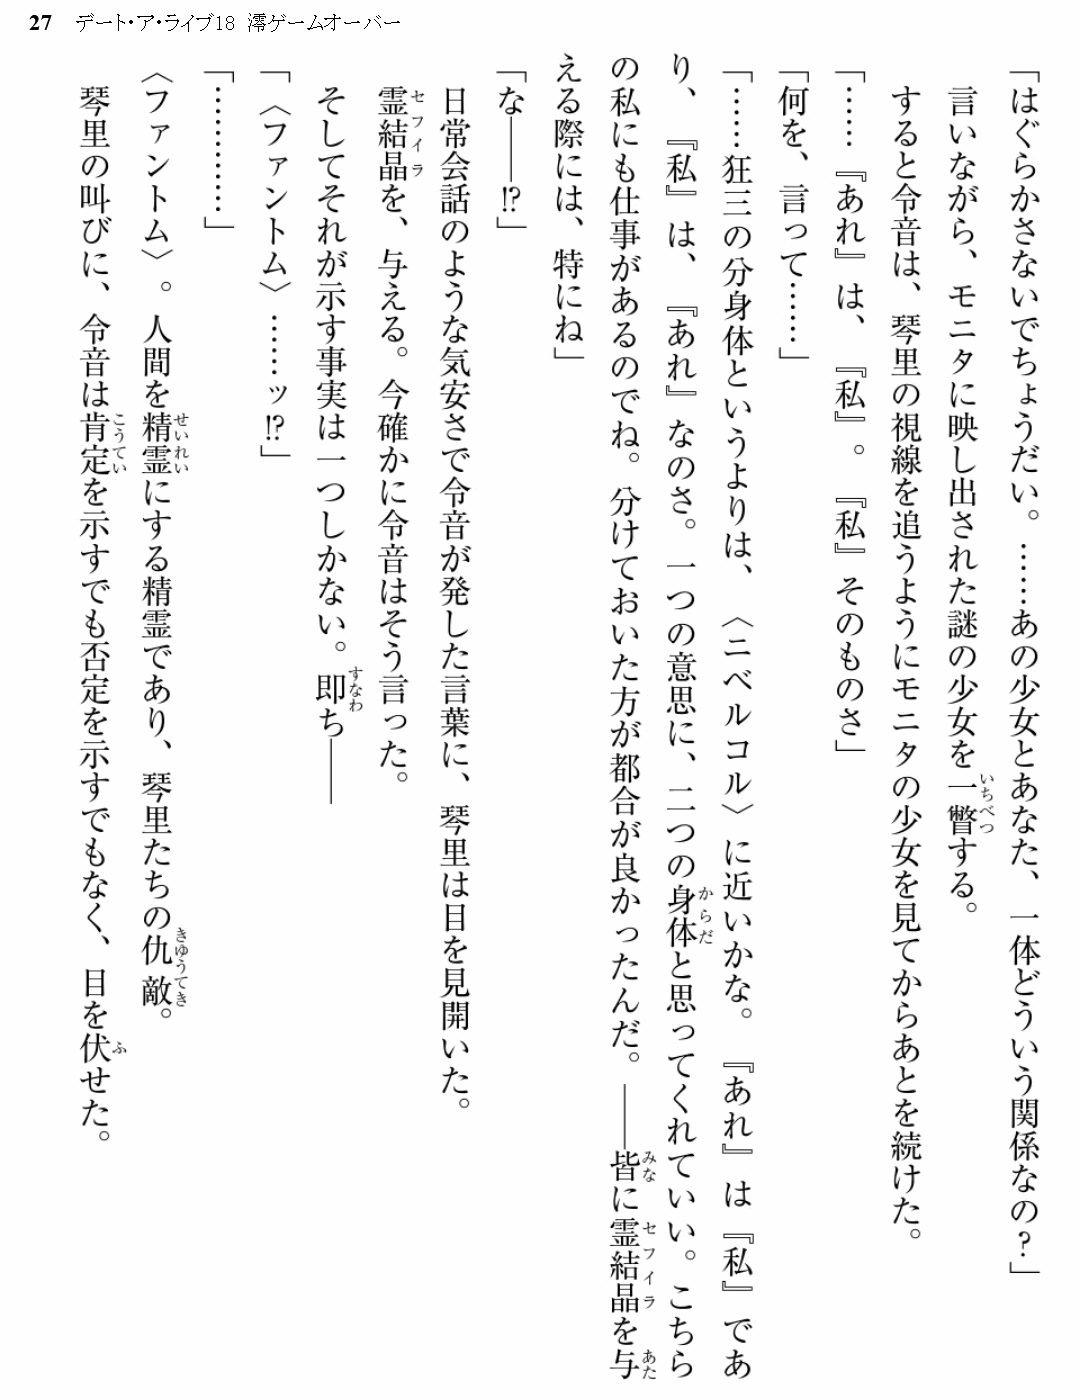 27 デート・ア・ライブ18 澪ゲームオーバー
「はぐらかさないでちょうだい。……あの少女とあなた、一体どういう関係なの？」
言いながら、モニタに映し出された謎の少女を一瞥する。
すると令音は、琴里の視線を追うようにモニタの少女を見てからあとを続けた。
「……『あれ』は、『私』。『私』そのものさ」
「何を、言って……」
「……狂三の分身体というよりは、〈ニベルコル〉に近いかな。『あれ』は『私』であ
り、『私』は、『あれ』なのさ。一つの意思に、二つの身体と思ってくれていい。こちら
の私にも仕事があるのでね。分けておいた方が都合が良かったんだ。――皆に霊結晶を与
える際には、特にね」
「な――!?」
日常会話のような気安さで令音が発した言葉に、琴里は目を見開いた。
霊結晶を、与える。今確かに令音はそう言った。
そしてそれが示す事実は一つしかない。即ち――
「〈ファントム〉……ッ!?」
「…………」
〈ファントム〉。人間を精霊にする精霊であり、琴里たちの仇敵。
琴里の叫びに、令音は肯定を示すでも否定を示すでもなく、目を伏せた。